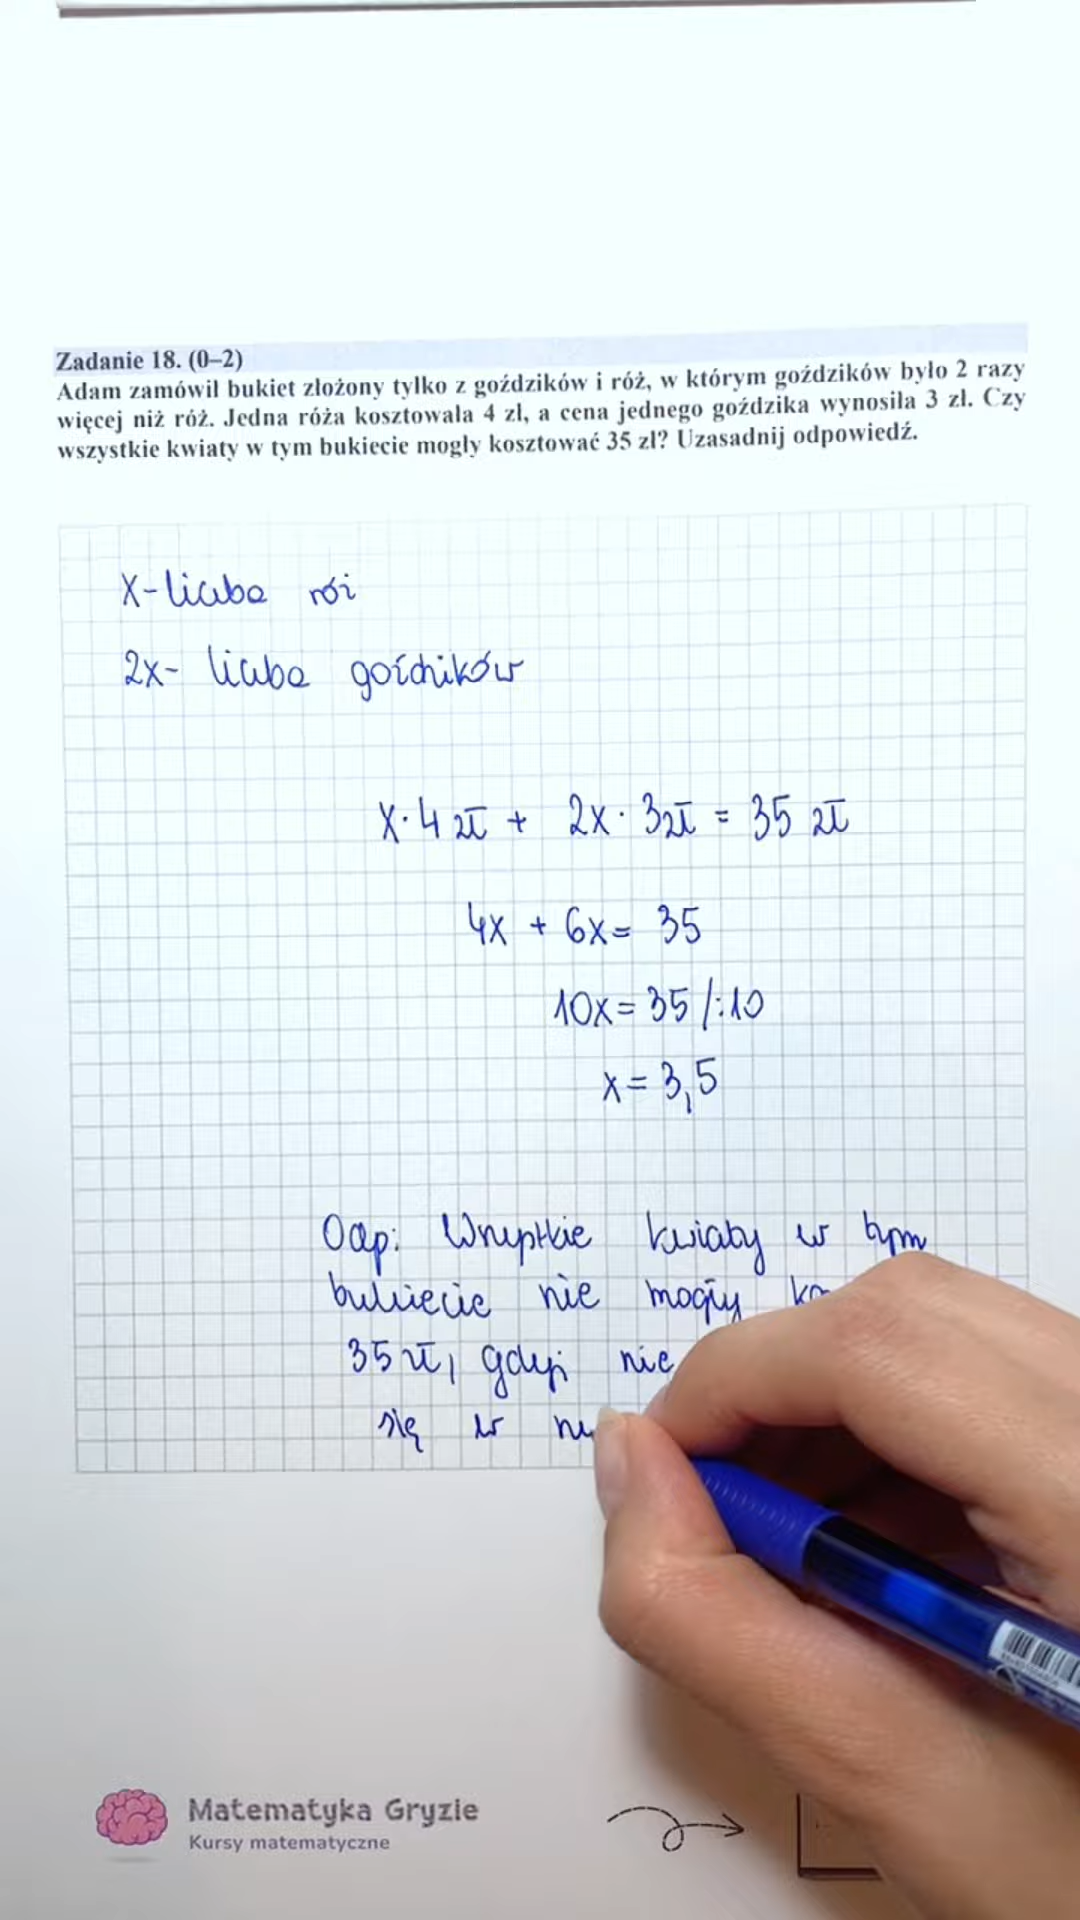 Zadanie 18. (0–2)
Adam zamówił bukiet złożony tylko z goździków i róż, w którym goździków było 2 razy
więcej niż róż. Jedna róża kosztowała 4 zł, a cena jednego goździka wynosiła 3 zł. Czy
wszystkie kwiaty w tym bukiecie mogły kosztować 35 zł? Uzasadnij odpowiedź.
X-liczba róż
2x- liczba goździków
x·4 zł + 2x·3zł = 35 zł
4x + 6x= 35
10x= 35 /:10
x= 3,5
Odp: Wszystkie kwiaty w tym
bukiecie nie mogły
35 zł, gdyż nie
się w
Matematyka Gryzie
Kursy matematyczne